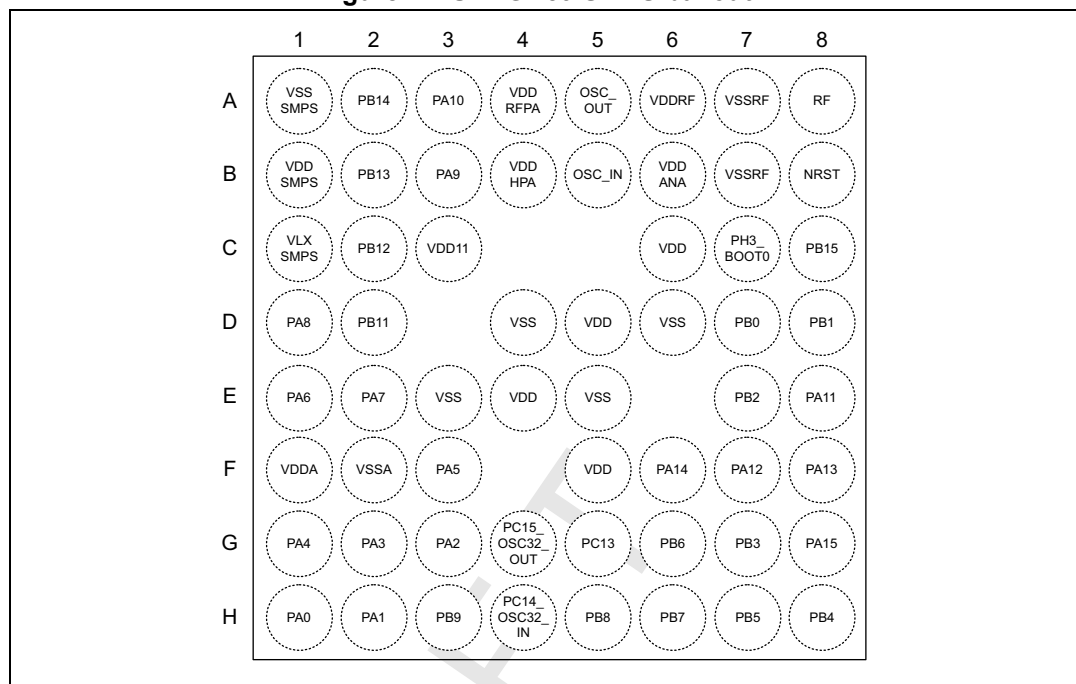 1 2 3 4 5 6 7 8
A
VSS
SMPS
PB14
PA10
VDD
RFPA
OSC_
OUT
VDDRF
VSSRF
RF
B
VDD
SMPS
PB13
PA9
VDD
HPA
OSC_IN
VDD
ANA
VSSRF
NRST
C
VLX
SMPS
PB12
VDD11
VDD
PH3_
BOOT0
PB15
D
PA8
PB11
VSS
VDD
VSS
PB0
PB1
E
PA6
PA7
VSS
VDD
VSS
PB2
PA11
F
VDDA
VSSA
PA5
VDD
PA14
PA12
PA13
G
PA4
PA3
PA2
PC15_
OSC32_
OUT
PC13
PB6
PB3
PA15
H
PA0
PA1
PB9
PC14_
OSC32_
IN
PB8
PB7
PB5
PB4